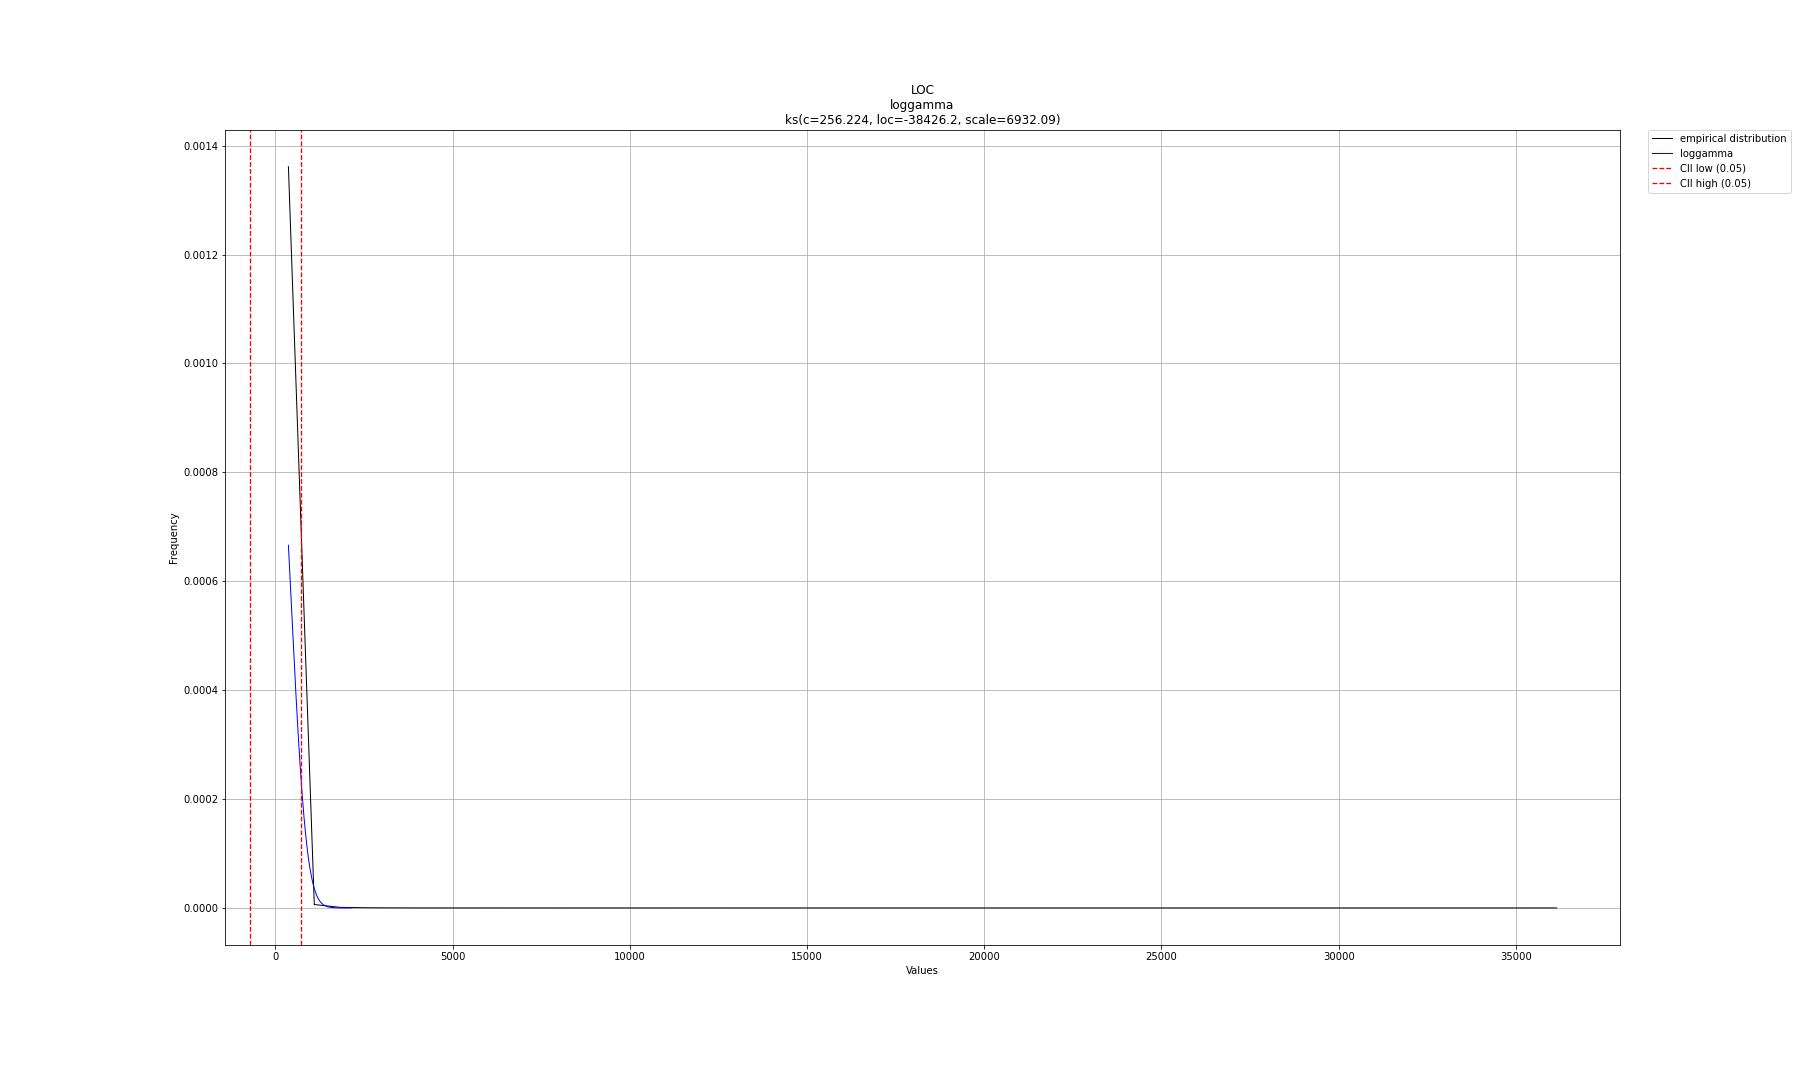 LOC
loggamma
ks(c=256.224, loc=-38426.2, scale=6932.09)
empirical distribution
loggamma
CII low (0.05)
CII high (0.05)
0.0014
0.0012
0.0010
0.0008
0.0006
0.0004
0.0002
0.0000
Frequency
0 5000 10000 15000 20000 25000 30000 35000
Values